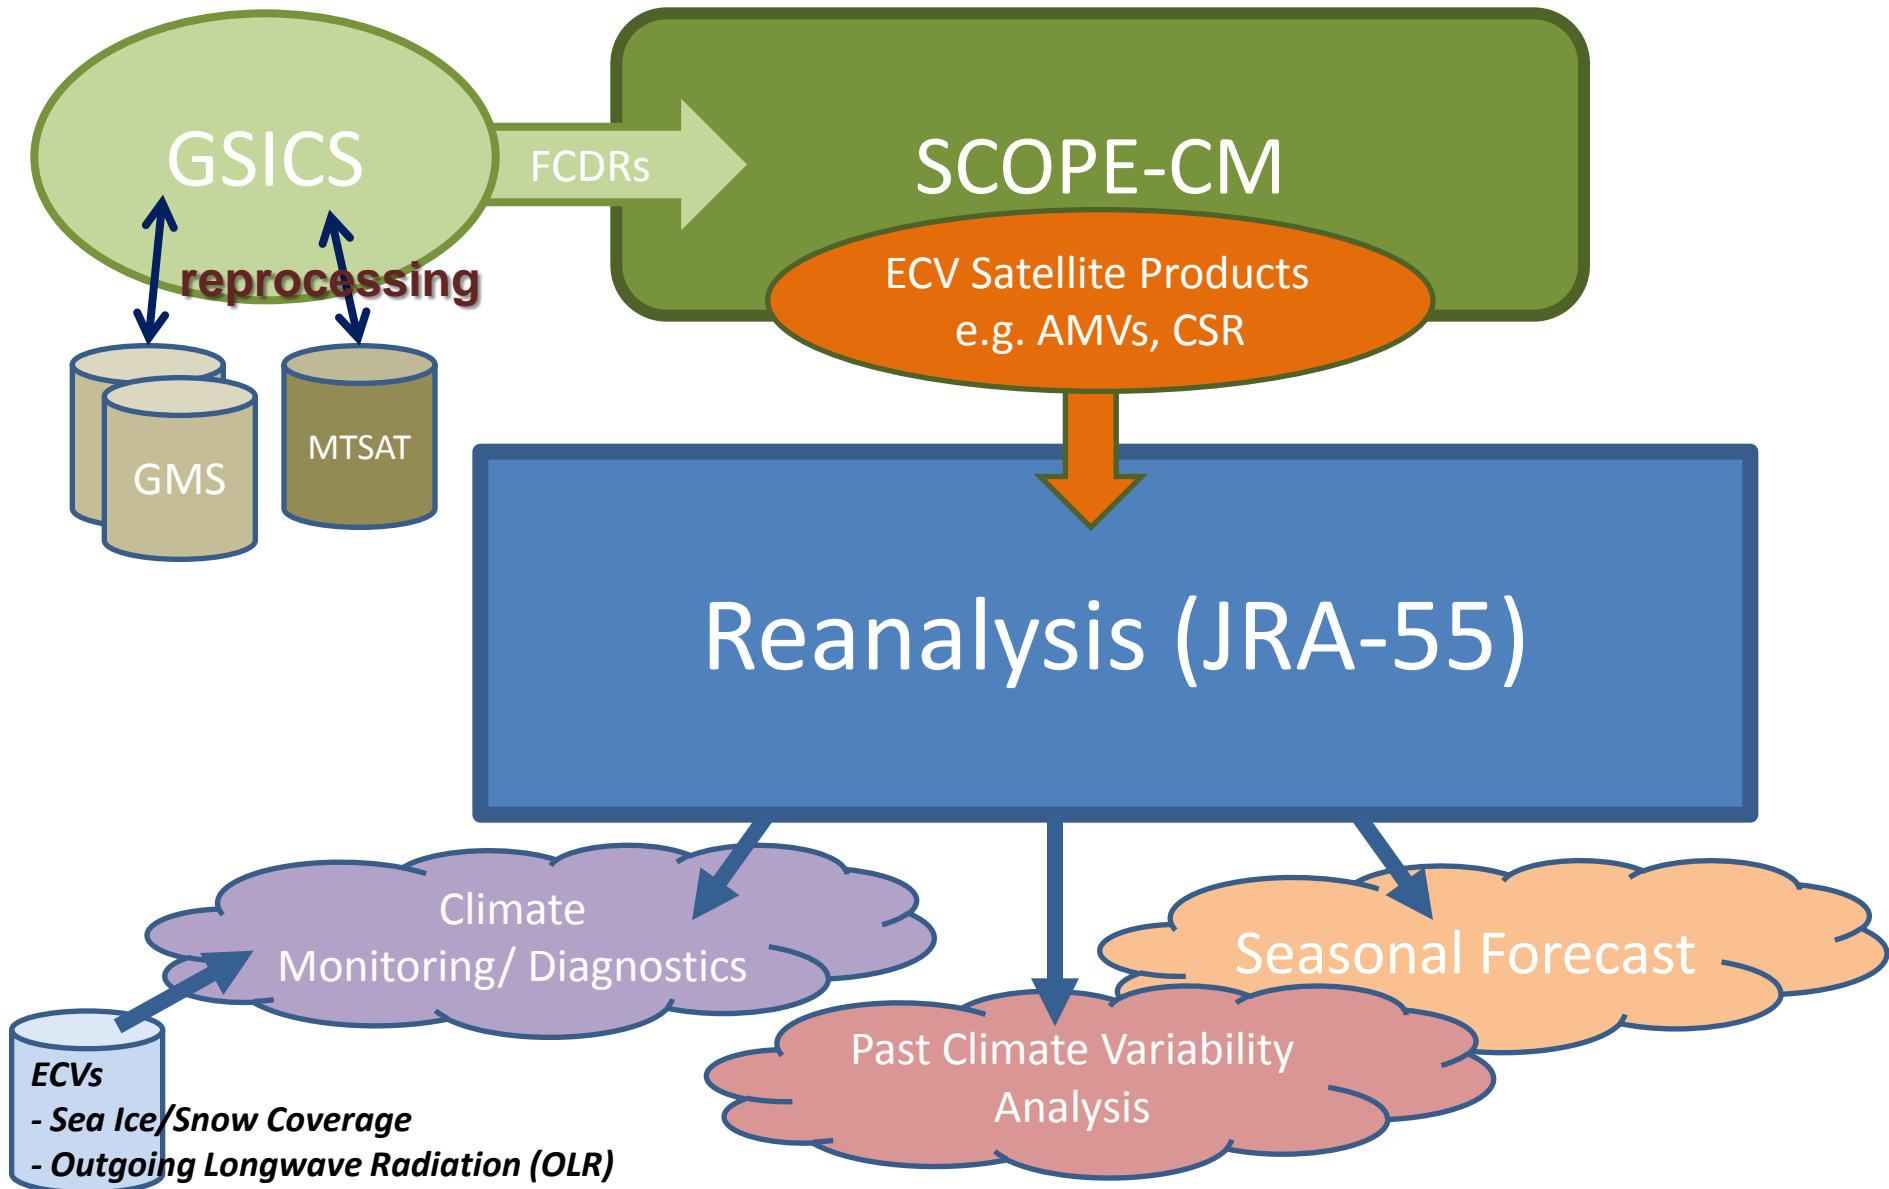 GSICS
FCDRs
SCOPE-CM
reprocessing
ECV Satellite Products
e.g. AMVs, CSR
GMS
MTSAT
Reanalysis (JRA-55)
Climate
Monitoring/ Diagnostics
Seasonal Forecast
Past Climate Variability
Analysis
ECVs
- Sea Ice/Snow Coverage
- Outgoing Longwave Radiation (OLR)